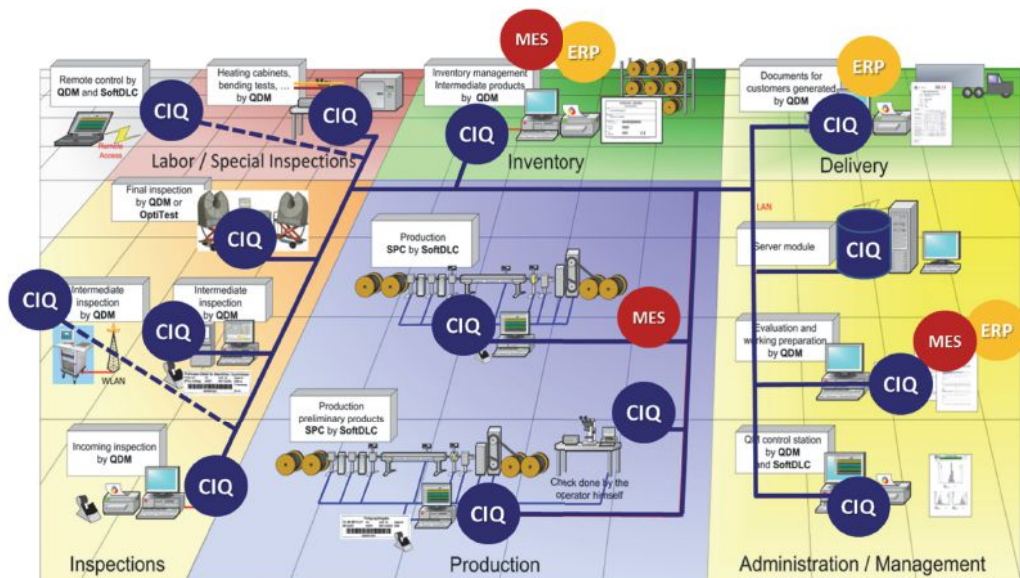 MES
ERP
Remote control by
QDM and SoftDLC
CIQ
Remote
Access
Heating cabinets,
bending tests, ...
by QDM
CIQ
Labor / Special Inspections
Inventory management
Intermediate products
by QDM
CIQ
Inventory
ERP
Documents for
customers generated
by QDM
CIQ
Delivery
Final inspection
by QDM or
OptiTest
CIQ
Production
SPC by SoftDLC
CIQ
MES
LAN
Server module
CIQ
CIQ
Intermediate
inspection
by QDM
WLAN
Intermediate
inspection
by QDM
CIQ
Evaluation and
working preparation
by QDM
CIQ
MES
ERP
Production
preliminary products
SPC by SoftDLC
CIQ
CIQ
Check done by the
operator himself
Incoming inspection
by QDM
CIQ
control station
by QDM
and SoftDLC
CIQ
Inspections
Production
Administration / Management